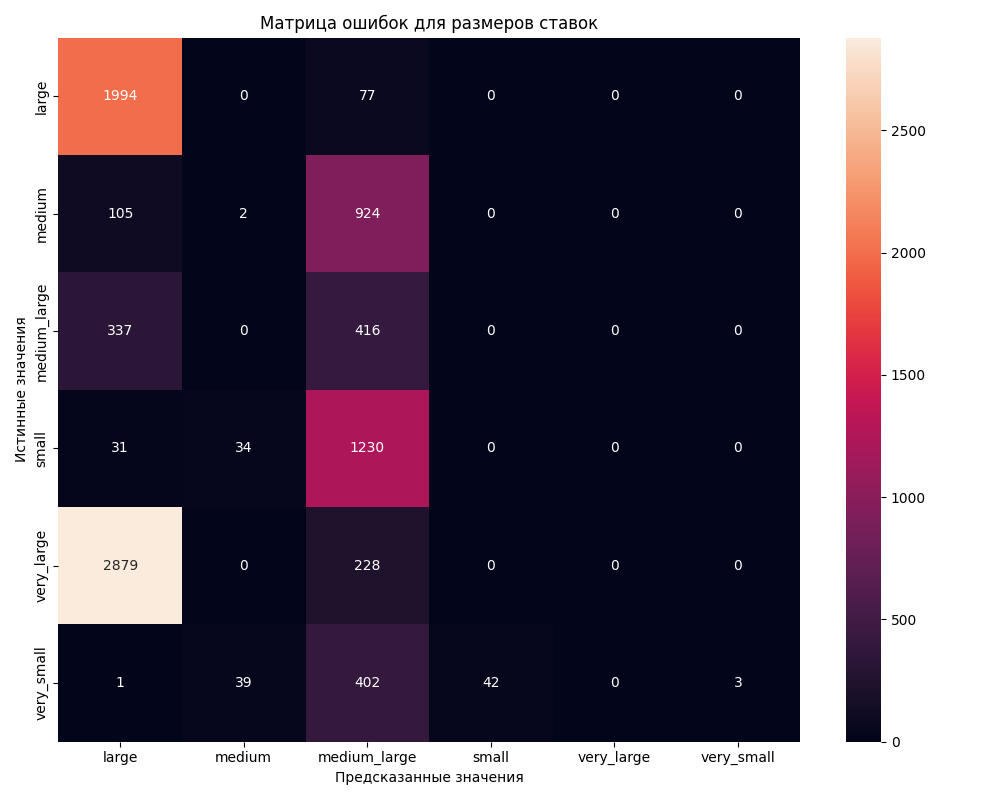 Матрица ошибок для размеров ставок
Истинные значения
large 1994 0 77 0 0 0
medium 105 2 924 0 0 0
medium_large 337 0 416 0 0 0
small 31 34 1230 0 0 0
very_large 2879 0 228 0 0 0
very_small 1 39 402 42 0 3
large medium medium_large small very_large very_small
Предсказанные значения
2500
2000
1500
1000
500
0